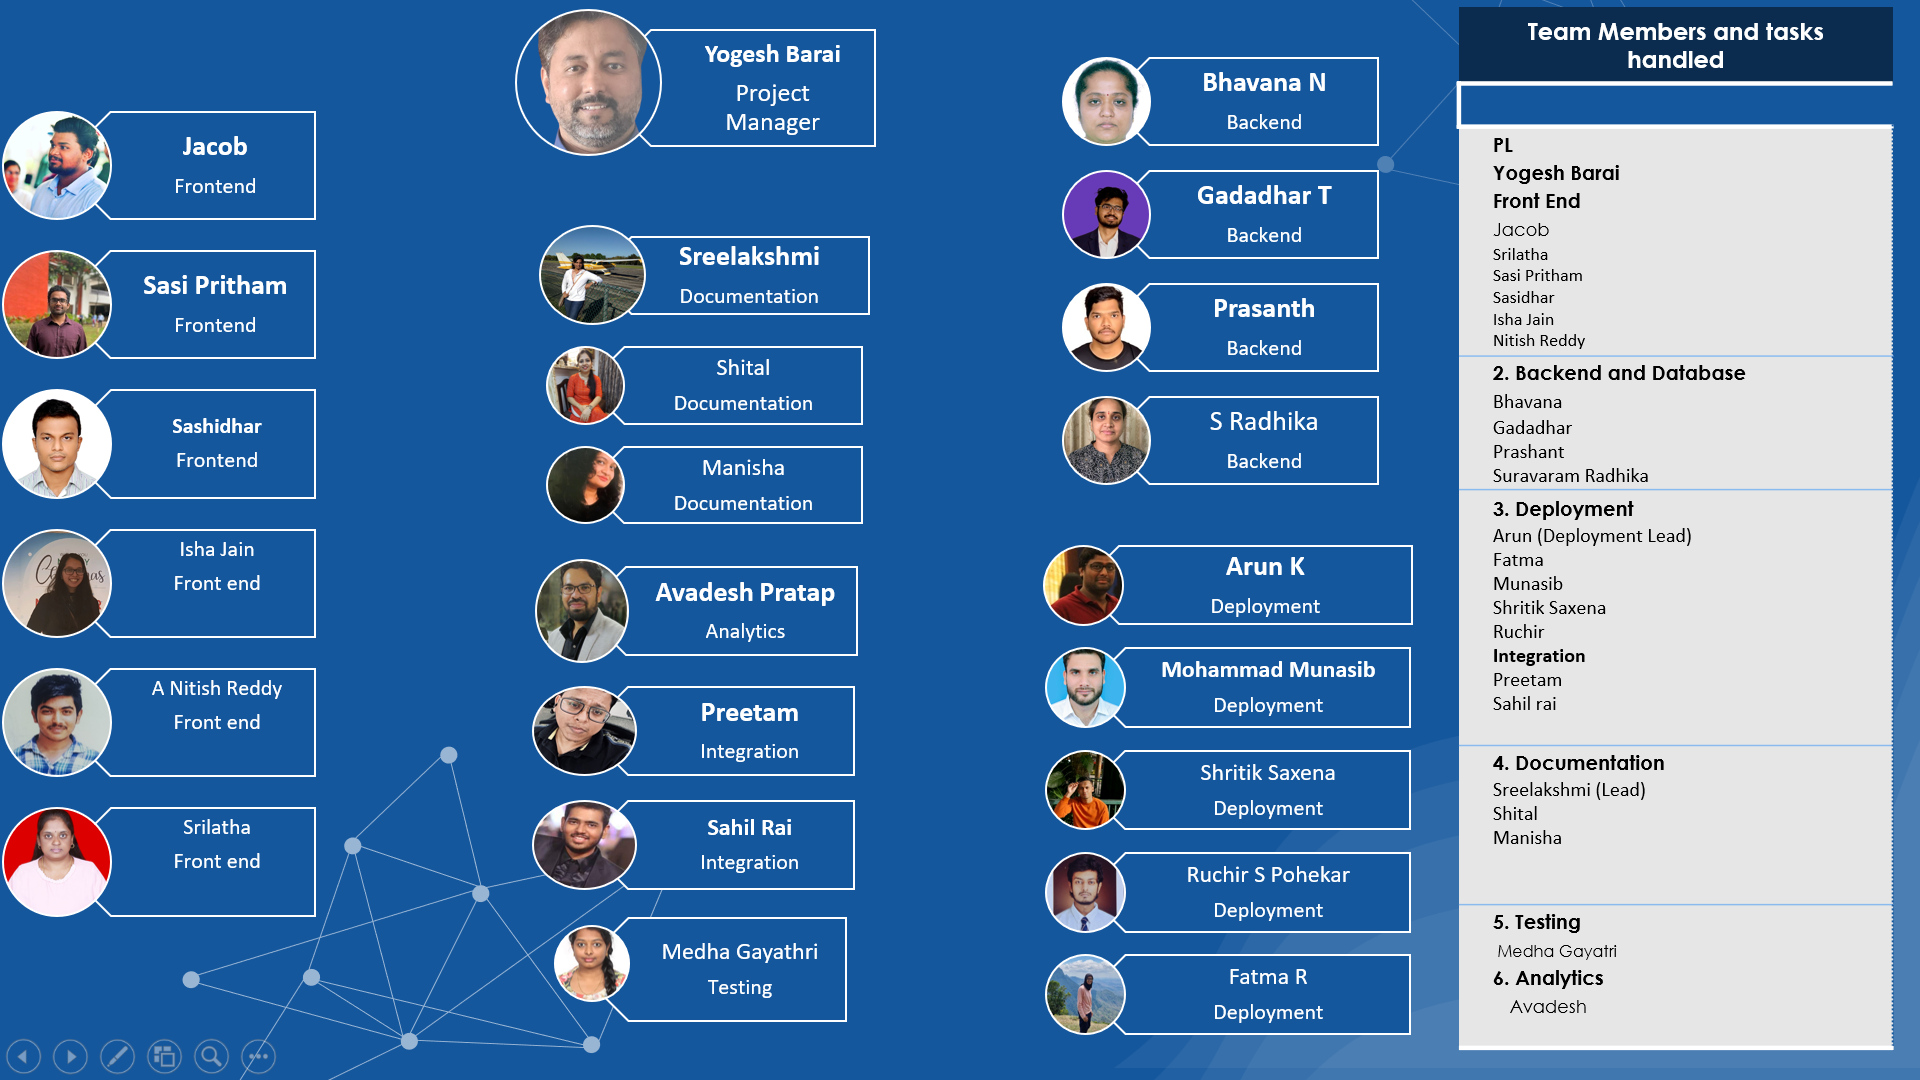 Jacob
Frontend
Sasi Pritham
Frontend
Sashidhar
Frontend
Isha Jain
Front end
A Nitish Reddy
Front end
Srilatha
Front end
Yogesh Barai
Project
Manager
Sreelakshmi
Documentation
Shital
Documentation
Manisha
Documentation
Avadesh Pratap
Analytics
Preetam
Integration
Sahil Rai
Integration
Medha Gayathri
Testing
Bhavana N
Backend
Gadadhar T
Backend
Prasanth
Backend
S Radhika
Backend
Arun K
Deployment
Mohammad Munasib
Deployment
Shritik Saxena
Deployment
Ruchir S Pohekar
Deployment
Fatma R
Deployment
Team Members and tasks
handled
PL
Yogesh Barai
Front End
Jacob
Srilatha
Sasi Pritham
Sasidhar
Isha Jain
Nitish Reddy
2. Backend and Database
Bhavana
Gadadhar
Prashant
Suravaram Radhika
3. Deployment
Arun (Deployment Lead)
Fatma
Munasib
Shritik Saxena
Ruchir
Integration
Preetam
Sahil rai
4. Documentation
Sreelakshmi (Lead)
Shital
Manisha
5. Testing
Medha Gayatri
6. Analytics
Avadesh